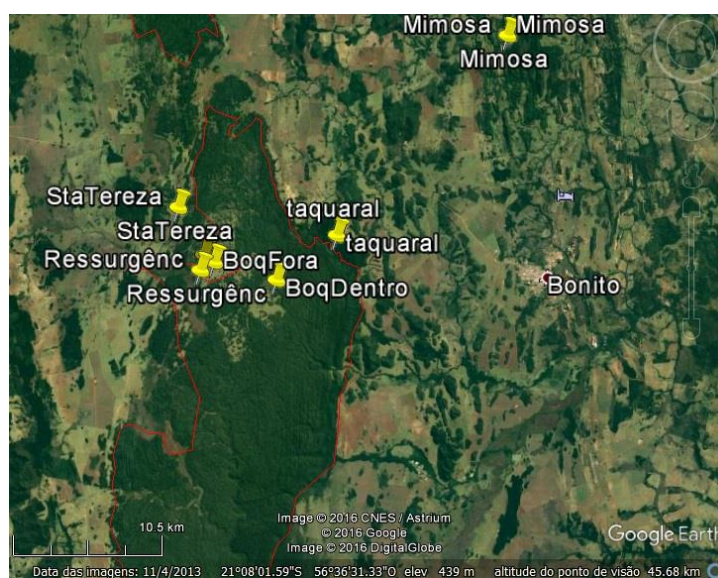 Mimosa Mimosa
Mimosa
StaTereza
taquaral
StaTereza
taquaral
Ressurgênc BoqFora
Ressurgênc BoqDentro
Bonito
10.5 km
Image © 2016 CNES / Astrium
© 2016 Google
Image © 2016 DigitalGlobe
Google Earth
Data das imagens: 11/4/2013 21°08'01.59"S 56°36'31.33"O elev 439 m altitude do ponto de visão 45.68 km